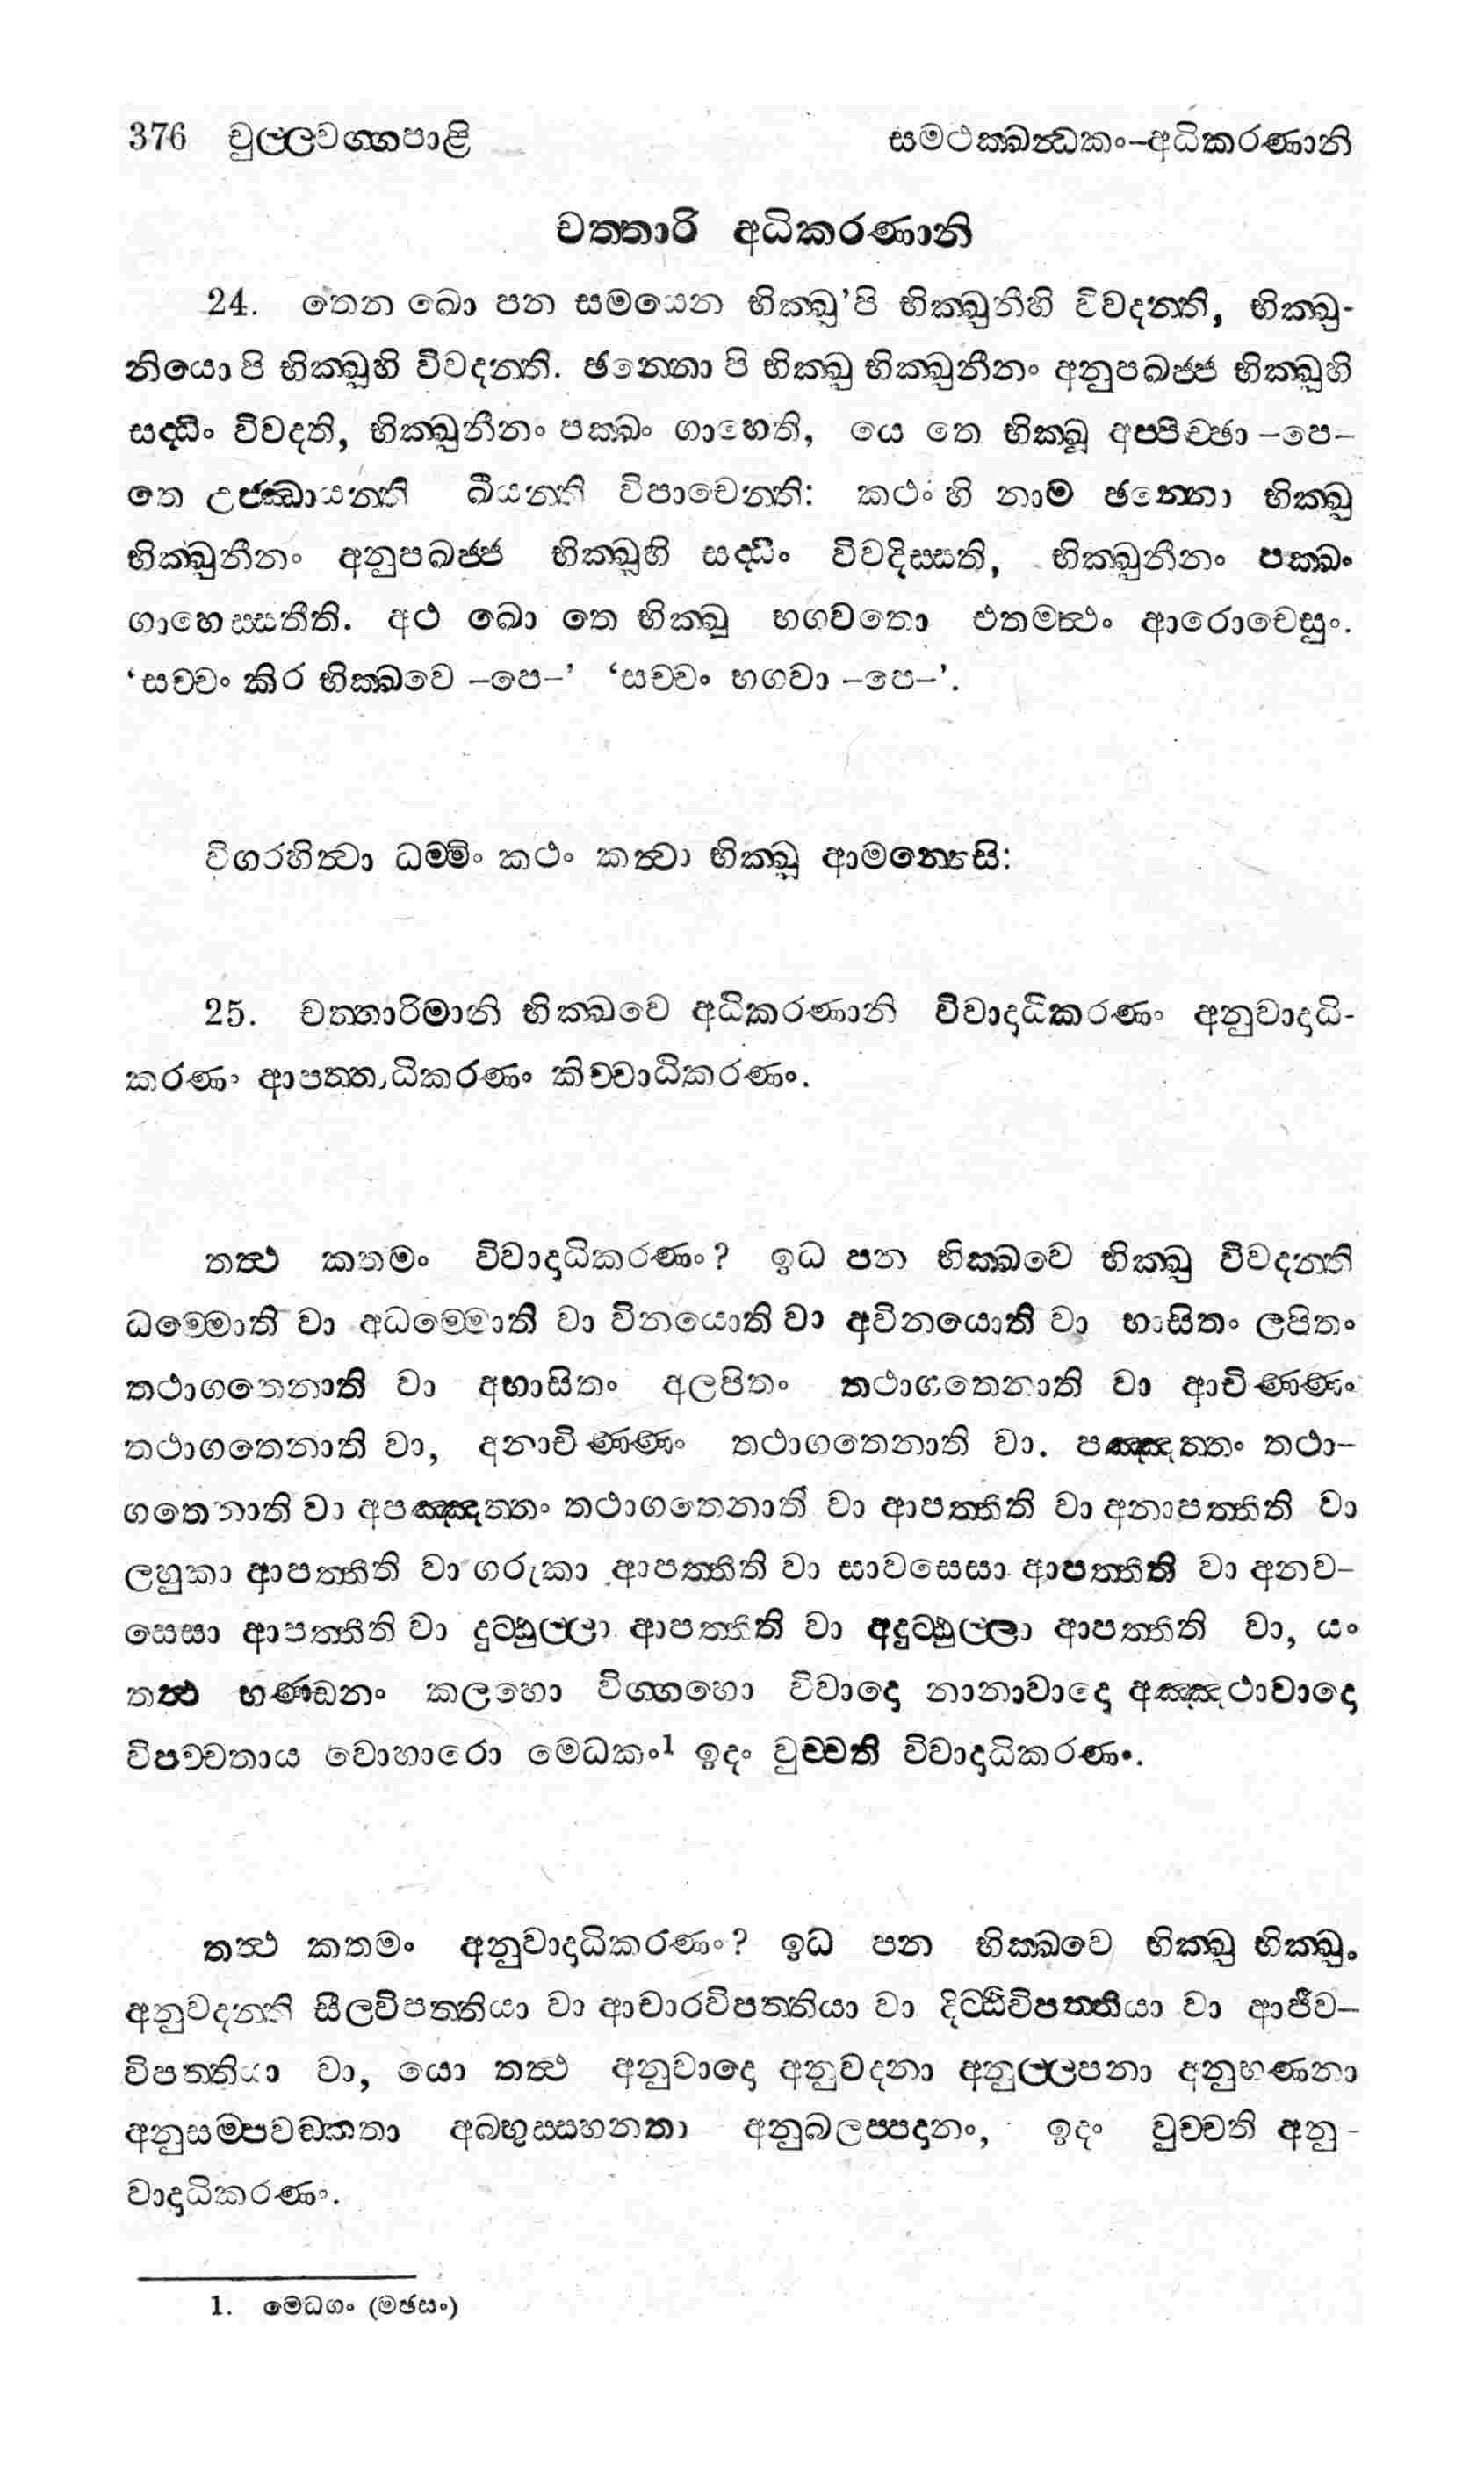 376 චුල්ලවග්ගපාළි
සමථක්ඛන්ධකං–අධිකරණානි
චත්තාරි අධිකරණානි
24. තෙන ඛො පන සමයෙන භික්ඛු'පි භික්ඛුනීහි විවදන්ති, භික්ඛු-
නියො පි භික්ඛූහි විවදන්ති. ඡන්නො පි භික්ඛු භික්ඛුනීනං අනුපඛජ්ජ භික්ඛූහි
සද්ධිං විවදති, භික්ඛුනීනං පක්ඛං ගාහෙති, යෙ තෙ භික්ඛූ අප්පිච්ඡා –පෙ–
තෙ උජ්ඣායන්ති ඛීයන්ති විපාචෙන්ති: කථං හි නාම ඡන්නො භික්ඛු
භික්ඛුනීනං අනුපඛජ්ජ භික්ඛූහි සද්ධිං විවදිස්සති, භික්ඛුනීනං පක්ඛං
ගාහෙස්සතීති. අථ ඛො තෙ භික්ඛූ භගවතො එතමත්ථං ආරොචෙසුං.
‘සච්චං කිර භික්ඛවෙ –පෙ–’ ‘සච්චං භගවා –පෙ–’.
විගරහිත්වා ධම්මිං කථං කත්වා භික්ඛූ ආමන්තෙසි:
25. චත්තාරිමානි භික්ඛවෙ අධිකරණානි විවාදාධිකරණං අනුවාදාධි-
කරණං ආපත්තාධිකරණං කිච්චාධිකරණං.
තත්ථ කතමං විවාදාධිකරණං? ඉධ පන භික්ඛවෙ භික්ඛු විවදන්ති
ධම්මොති වා අධම්මොති වා විනයොති වා අවිනයොති වා භාසිතං ලපිතං
තථාගතෙනාති වා අභාසිතං අලපිතං තථාගතෙනාති වා ආචිණ්ණං
තථාගතෙනාති වා, අනාචිණ්ණං තථාගතෙනාති වා. පඤ්ඤත්තං තථා–
ගතෙනාති වා අපඤ්ඤත්තං තථාගතෙනාති වා ආපත්තීති වා අනාපත්තීති වා
ලහුකා ආපත්තීති වා ගරුකා ආපත්තීති වා සාවසෙසා ආපත්තීති වා අනව–
සෙසා ආපත්තීති වා දුට්ඨුල්ලා ආපත්තීති වා අදුට්ඨුල්ලා ආපත්තීති වා, යං
තත්ථ භණ්ඩනං කලහො විග්ගහො විවාදො නානාවාදො අඤ්ඤථාවාදො
විපච්චතාය වොහාරො මෙධකං1 ඉදං වුච්චති විවාදාධිකරණං.
තත්ථ කතමං අනුවාදාධිකරණං? ඉධ පන භික්ඛවෙ භික්ඛු භික්ඛුං
අනුවදන්ති සීලවිපත්තියා වා ආචාරවිපත්තියා වා දිට්ඨිවිපත්තියා වා ආජීව–
විපත්තියා වා, යො තත්ථ අනුවාදො අනුවදනා අනුල්ලපනා අනුභණනා
අනුසම්පවඞ්කතා අබ්භුස්සහනතා අනුබලප්පදානං, ඉදං වුච්චති අනු-
වාදාධිකරණං.
1. මෙධගං (මඡසං)